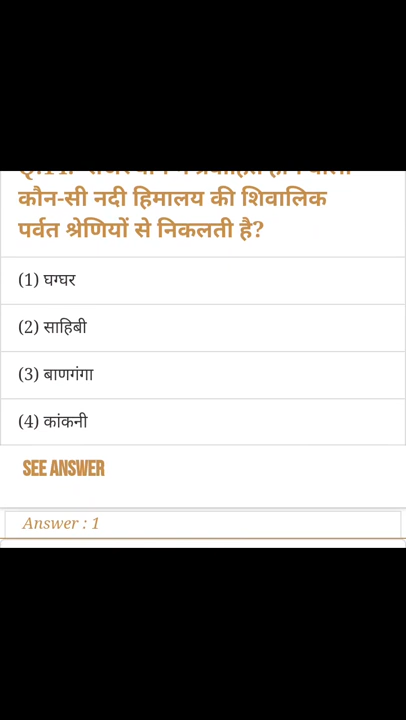 कौन-सी नदी हिमालय की शिवालिक
पर्वत श्रेणियों से निकलती है?
(1) घग्घर
(2) साहिबी
(3) बाणगंगा
(4) कांकनी
SEE ANSWER
Answer : 1